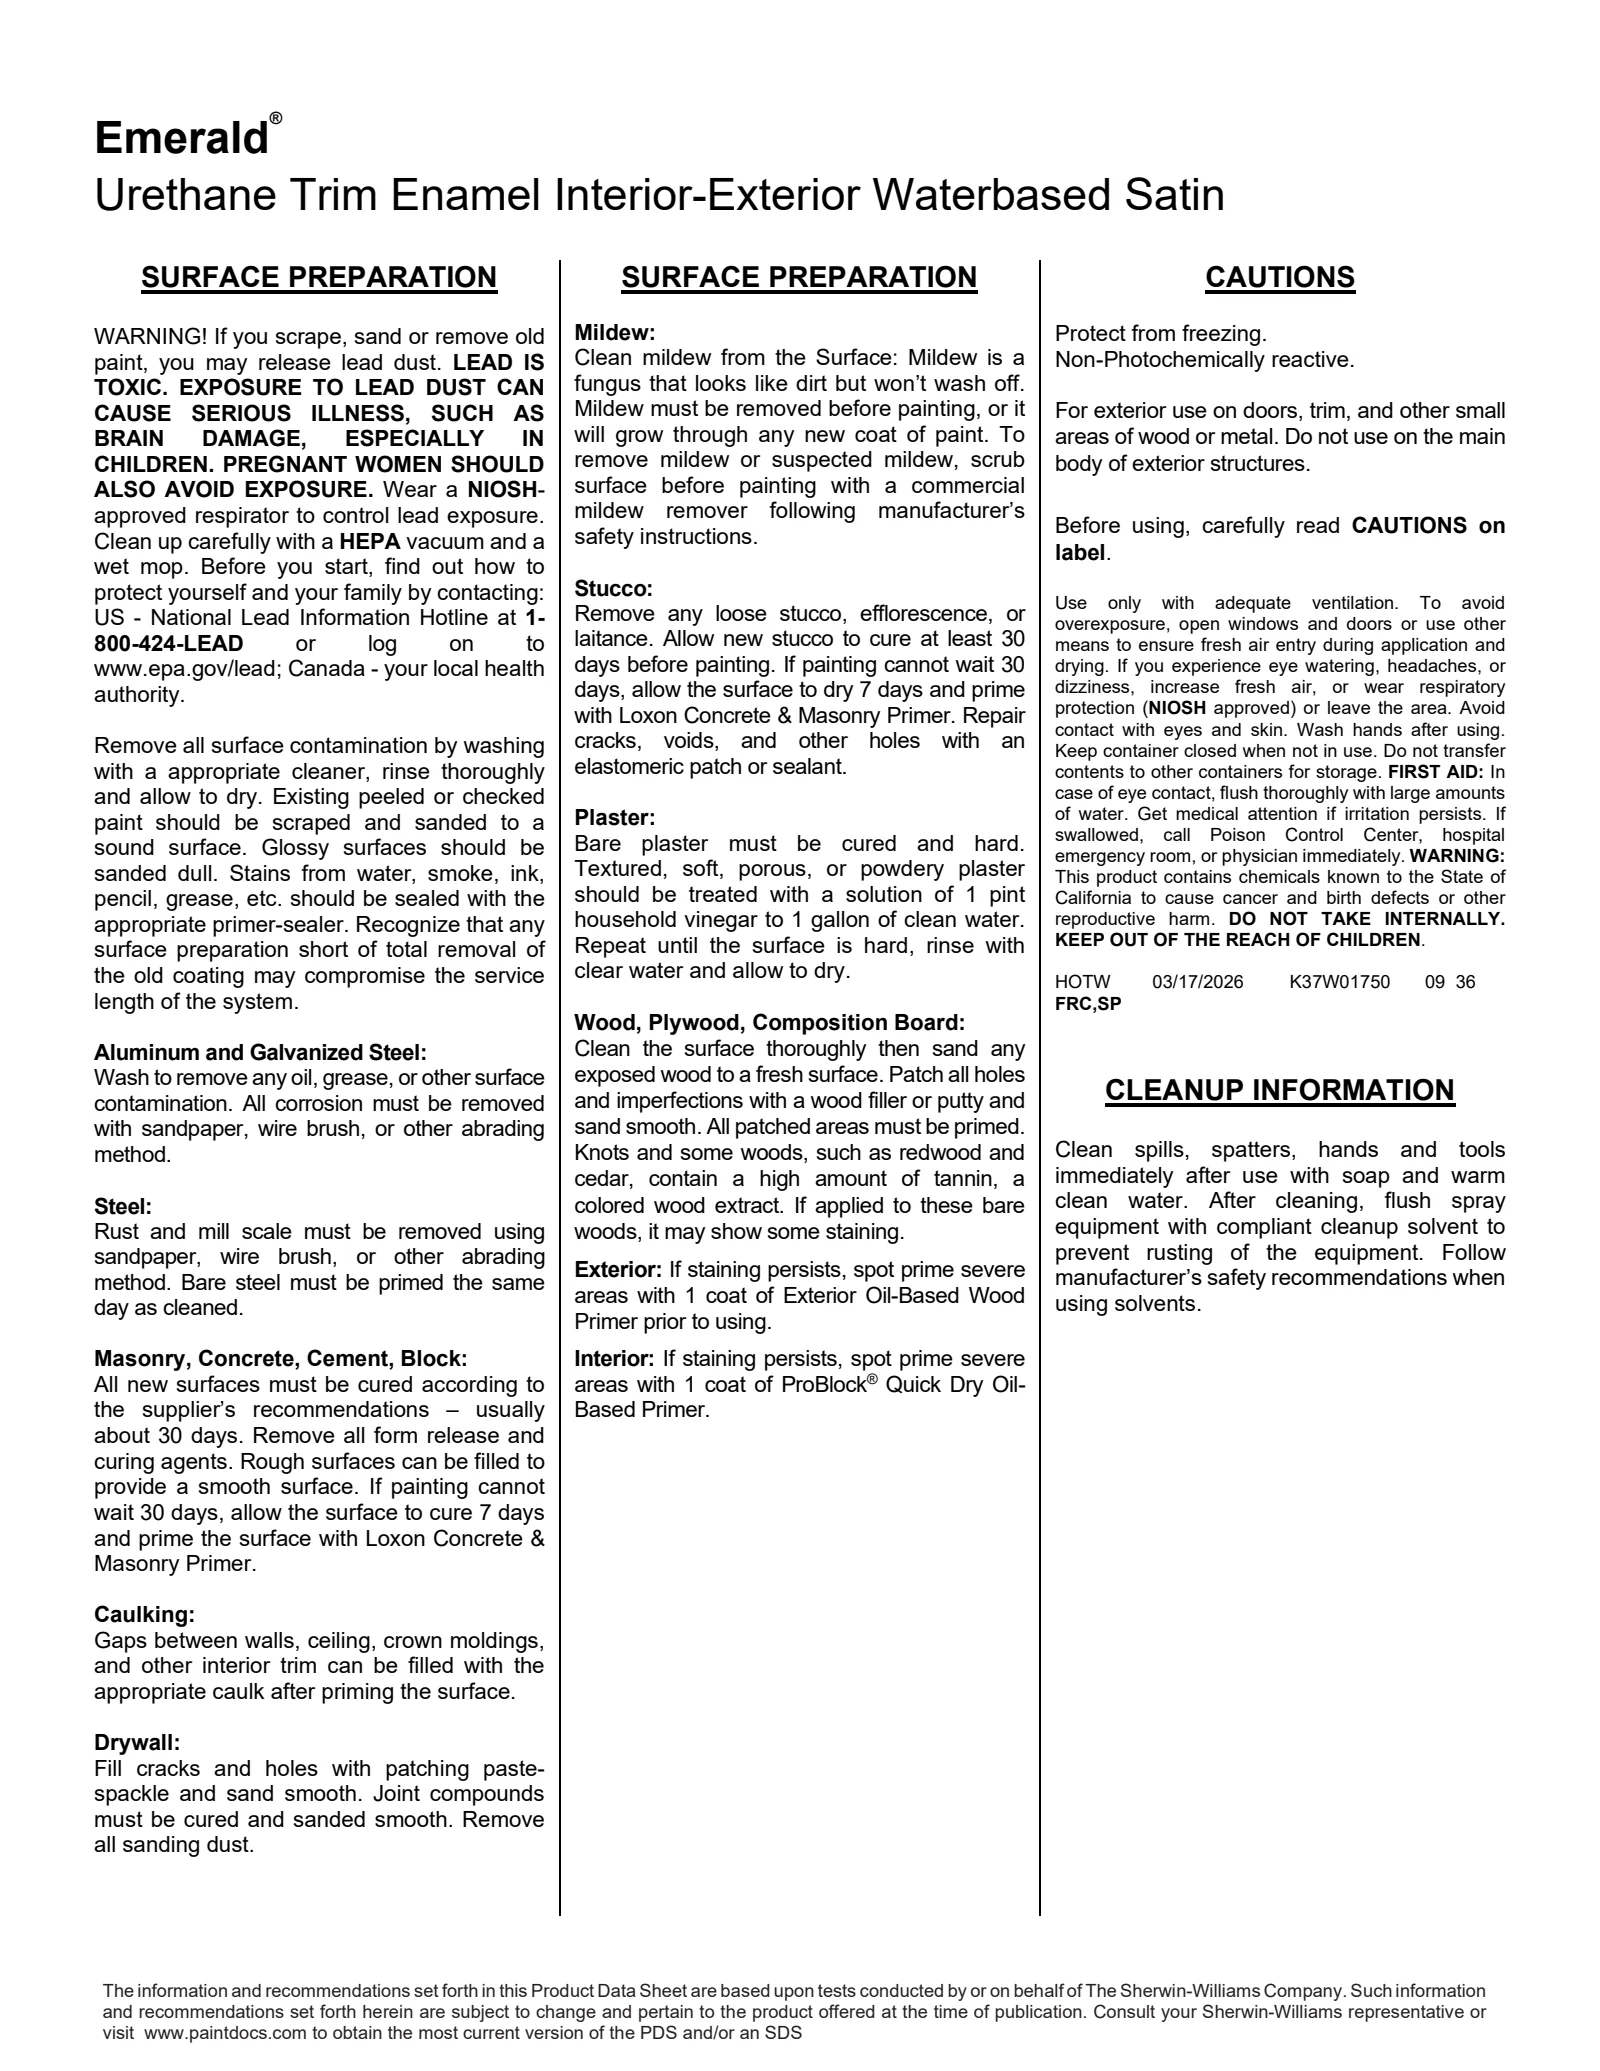 Emerald®
Urethane Trim Enamel Interior-Exterior Waterbased Satin
SURFACE PREPARATION
WARNING! If you scrape, sand or remove old
paint, you may release lead dust. LEAD IS
TOXIC. EXPOSURE TO LEAD DUST CAN
CAUSE SERIOUS ILLNESS, SUCH AS
BRAIN DAMAGE, ESPECIALLY IN
CHILDREN. PREGNANT WOMEN SHOULD
ALSO AVOID EXPOSURE. Wear a NIOSH-
approved respirator to control lead exposure.
Clean up carefully with a HEPA vacuum and a
wet mop. Before you start, find out how to
protect yourself and your family by contacting:
US - National Lead Information Hotline at 1-
800-424-LEAD or log on to
www.epa.gov/lead; Canada - your local health
authority.
Remove all surface contamination by washing
with a appropriate cleaner, rinse thoroughly
and allow to dry. Existing peeled or checked
paint should be scraped and sanded to a
sound surface. Glossy surfaces should be
sanded dull. Stains from water, smoke, ink,
pencil, grease, etc. should be sealed with the
appropriate primer-sealer. Recognize that any
surface preparation short of total removal of
the old coating may compromise the service
length of the system.
Aluminum and Galvanized Steel:
Wash to remove any oil, grease, or other surface
contamination. All corrosion must be removed
with sandpaper, wire brush, or other abrading
method.
Steel:
Rust and mill scale must be removed using
sandpaper, wire brush, or other abrading
method. Bare steel must be primed the same
day as cleaned.
Masonry, Concrete, Cement, Block:
All new surfaces must be cured according to
the supplier’s recommendations – usually
about 30 days. Remove all form release and
curing agents. Rough surfaces can be filled to
provide a smooth surface. If painting cannot
wait 30 days, allow the surface to cure 7 days
and prime the surface with Loxon Concrete &
Masonry Primer.
Caulking:
Gaps between walls, ceiling, crown moldings,
and other interior trim can be filled with the
appropriate caulk after priming the surface.
Drywall:
Fill cracks and holes with patching paste-
spackle and sand smooth. Joint compounds
must be cured and sanded smooth. Remove
all sanding dust.
SURFACE PREPARATION
Mildew:
Clean mildew from the Surface: Mildew is a
fungus that looks like dirt but won’t wash off.
Mildew must be removed before painting, or it
will grow through any new coat of paint. To
remove mildew or suspected mildew, scrub
surface before painting with a commercial
mildew remover following manufacturer’s
safety instructions.
Stucco:
Remove any loose stucco, efflorescence, or
laitance. Allow new stucco to cure at least 30
days before painting. If painting cannot wait 30
days, allow the surface to dry 7 days and prime
with Loxon Concrete & Masonry Primer. Repair
cracks, voids, and other holes with an
elastomeric patch or sealant.
Plaster:
Bare plaster must be cured and hard.
Textured, soft, porous, or powdery plaster
should be treated with a solution of 1 pint
household vinegar to 1 gallon of clean water.
Repeat until the surface is hard, rinse with
clear water and allow to dry.
Wood, Plywood, Composition Board:
Clean the surface thoroughly then sand any
exposed wood to a fresh surface. Patch all holes
and imperfections with a wood filler or putty and
sand smooth. All patched areas must be primed.
Knots and some woods, such as redwood and
cedar, contain a high amount of tannin, a
colored wood extract. If applied to these bare
woods, it may show some staining.
Exterior: If staining persists, spot prime severe
areas with 1 coat of Exterior Oil-Based Wood
Primer prior to using.
Interior: If staining persists, spot prime severe
areas with 1 coat of ProBlock® Quick Dry Oil-
Based Primer.
CAUTIONS
Protect from freezing.
Non-Photochemically reactive.
For exterior use on doors, trim, and other small
areas of wood or metal. Do not use on the main
body of exterior structures.
Before using, carefully read CAUTIONS on
label.
Use only with adequate ventilation. To avoid
overexposure, open windows and doors or use other
means to ensure fresh air entry during application and
drying. If you experience eye watering, headaches, or
dizziness, increase fresh air, or wear respiratory
protection (NIOSH approved) or leave the area. Avoid
contact with eyes and skin. Wash hands after using.
Keep container closed when not in use. Do not transfer
contents to other containers for storage. FIRST AID: In
case of eye contact, flush thoroughly with large amounts
of water. Get medical attention if irritation persists. If
swallowed, call Poison Control Center, hospital
emergency room, or physician immediately. WARNING:
This product contains chemicals known to the State of
California to cause cancer and birth defects or other
reproductive harm. DO NOT TAKE INTERNALLY.
KEEP OUT OF THE REACH OF CHILDREN.
HOTW 03/17/2026 K37W01750 09 36
FRC,SP
CLEANUP INFORMATION
Clean spills, spatters, hands and tools
immediately after use with soap and warm
clean water. After cleaning, flush spray
equipment with compliant cleanup solvent to
prevent rusting of the equipment. Follow
manufacturer’s safety recommendations when
using solvents.
The information and recommendations set forth in this Product Data Sheet are based upon tests conducted by or on behalf of The Sherwin-Williams Company. Such information
and recommendations set forth herein are subject to change and pertain to the product offered at the time of publication. Consult your Sherwin-Williams representative or
visit www.paintdocs.com to obtain the most current version of the PDS and/or an SDS